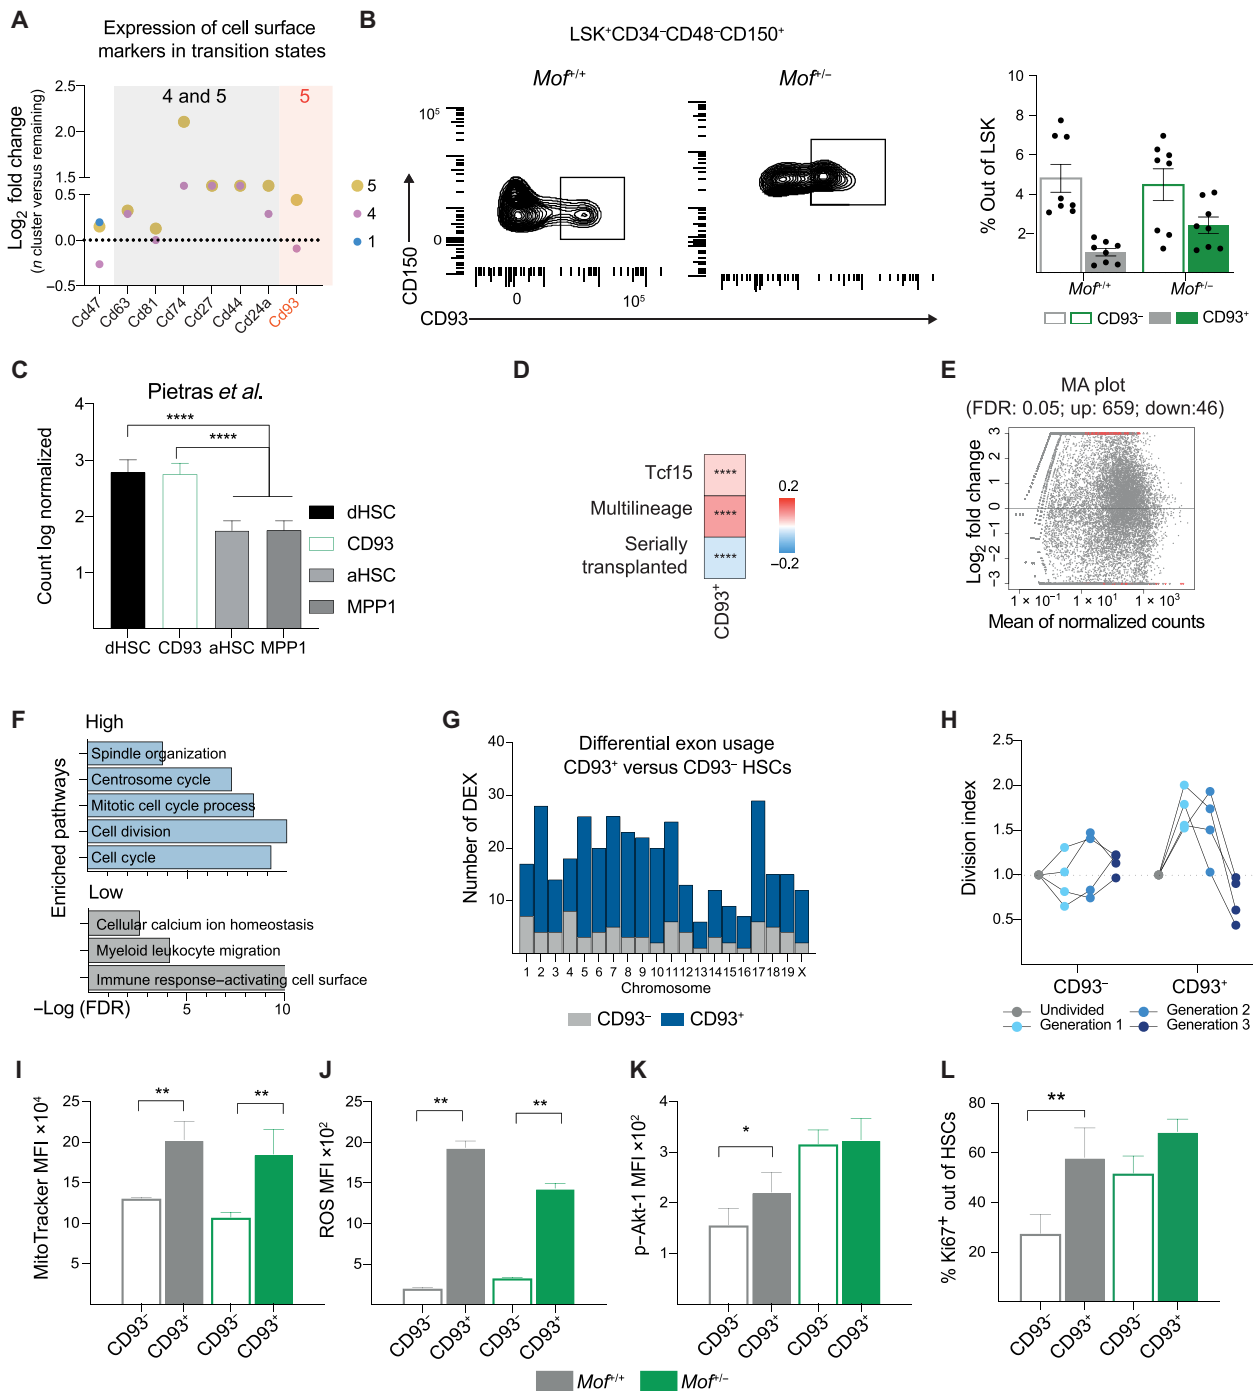 A
Expression of cell surface
markers in transition states
Log₂ fold change
(n cluster versus remaining)
2.5
2.0
1.5
0.5
0.0
−0.5
4 and 5
5
5
4
1
Cd47
Cd63
Cd81
Cd74
Cd27
Cd44
Cd24a
Cd93
B
LSK⁺CD34⁻CD48⁻CD150⁺
Mof⁺/⁺
Mof⁺/⁻
10⁵
0
CD150
0
10⁵
CD93
% Out of LSK
10
8
6
4
2
Mof⁺/⁺
Mof⁺/⁻
CD93⁻
CD93⁺
C
Pietras et al.
Count log normalized
4
3
2
1
****
****
dHSC
CD93
aHSC
MPP1
dHSC CD93 aHSC MPP1
D
Tcf15
Multilineage
Serially
transplanted
****
****
****
CD93⁺
0.2
−0.2
E
MA plot
(FDR: 0.05; up: 659; down:46)
Log₂ fold change
3
2
1
0
−1
−2
−3
1 × 10⁻¹
1 × 10¹
1 × 10³
Mean of normalized counts
F
Enriched pathways
High
Spindle organization
Centrosome cycle
Mitotic cell cycle process
Cell division
Cell cycle
Low
Cellular calcium ion homeostasis
Myeloid leukocyte migration
Immune response–activating cell surface
−Log (FDR)
5
10
G
Differential exon usage
CD93⁺ versus CD93⁻ HSCs
Number of DEX
40
30
20
10
1 2 3 4 5 6 7 8 9 10 11 12 13 14 15 16 17 18 19 X
Chromosome
CD93⁻
CD93⁺
H
Division index
2.5
2.0
1.5
1.0
0.5
CD93⁻
CD93⁺
Undivided
Generation 1
Generation 2
Generation 3
I
MitoTracker MFI ×10⁴
25
20
15
10
5
**
**
CD93⁻
CD93⁺
CD93⁻
CD93⁺
J
ROS MFI ×10²
25
20
15
10
5
**
**
CD93⁻
CD93⁺
CD93⁻
CD93⁺
K
p–Akt-1 MFI ×10²
4
3
2
1
*
CD93⁻
CD93⁺
CD93⁻
CD93⁺
L
% Ki67⁺ out of HSCs
80
60
40
20
**
CD93⁻
CD93⁺
CD93⁻
CD93⁺
Mof⁺/⁺
Mof⁺/⁻